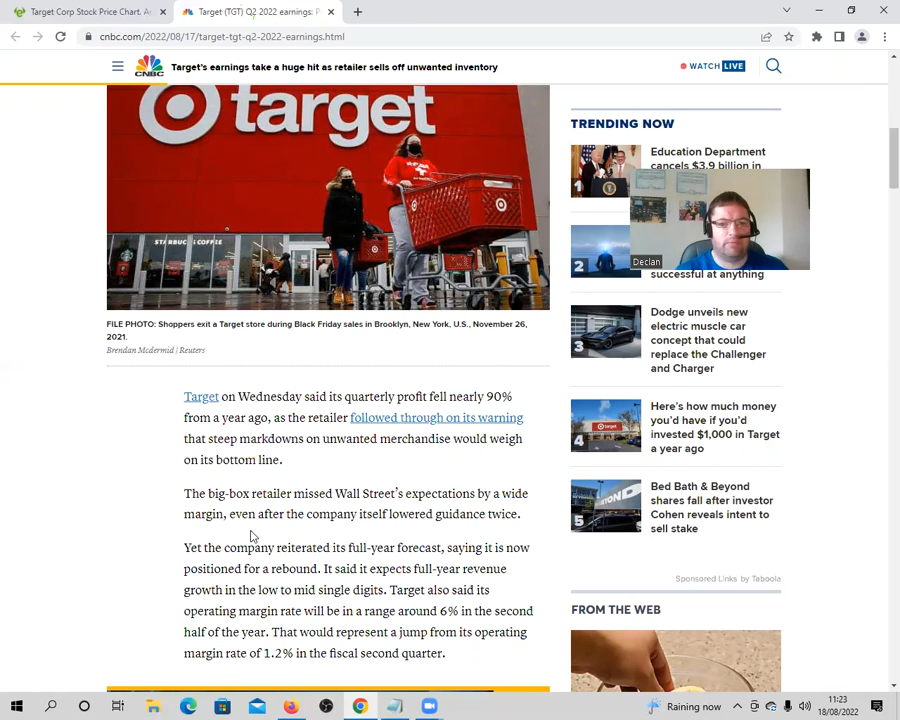 Target Corp Stock Price Chart, A
Target (TGT) Q2 2022 earnings: P
cnbc.com/2022/08/17/target-tgt-q2-2022-earnings.html
CNBC
Target's earnings take a huge hit as retailer sells off unwanted inventory
WATCH LIVE
target
STARBUCKS COFFEE
FILE PHOTO: Shoppers exit a Target store during Black Friday sales in Brooklyn, New York, U.S., November 26,
2021.
Brendan Mcdermid | Reuters
Target on Wednesday said its quarterly profit fell nearly 90%
from a year ago, as the retailer followed through on its warning
that steep markdowns on unwanted merchandise would weigh
on its bottom line.
The big-box retailer missed Wall Street's expectations by a wide
margin, even after the company itself lowered guidance twice.
Yet the company reiterated its full-year forecast, saying it is now
positioned for a rebound. It said it expects full-year revenue
growth in the low to mid single digits. Target also said its
operating margin rate will be in a range around 6% in the second
half of the year. That would represent a jump from its operating
margin rate of 1.2% in the fiscal second quarter.
TRENDING NOW
1
Education Department
cancels $3.9 billion in
Declan
2
successful at anything
3
Dodge unveils new
electric muscle car
concept that could
replace the Challenger
and Charger
4
Here's how much money
you'd have if you'd
invested $1,000 in Target
a year ago
5
Bed Bath & Beyond
shares fall after investor
Cohen reveals intent to
sell stake
Sponsored Links by Taboola
FROM THE WEB
Raining now
11:23
18/08/2022